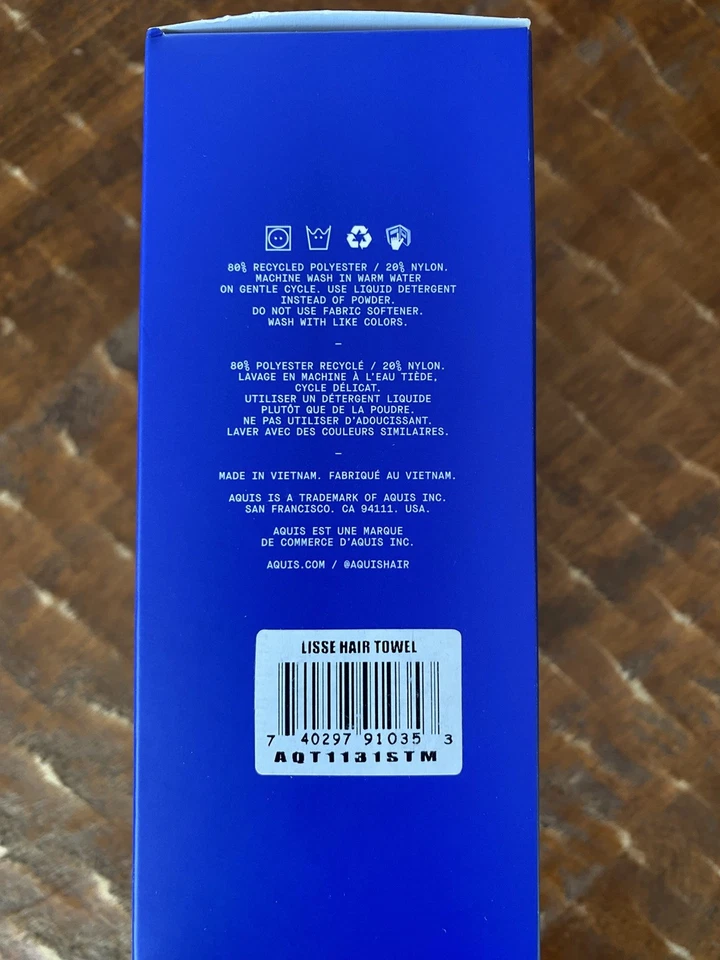 80% RECYCLED POLYESTER / 20% NYLON.
MACHINE WASH IN WARM WATER
ON GENTLE CYCLE. USE LIQUID DETERGENT
INSTEAD OF POWDER.
DO NOT USE FABRIC SOFTENER.
WASH WITH LIKE COLORS.
–
80% POLYESTER RECYCLÉ / 20% NYLON.
LAVAGE EN MACHINE À L'EAU TIÈDE,
CYCLE DÉLICAT.
UTILISER UN DÉTERGENT LIQUIDE
PLUTÔT QUE DE LA POUDRE.
NE PAS UTILISER D'ADOUCISSANT.
LAVER AVEC DES COULEURS SIMILAIRES.
–
MADE IN VIETNAM. FABRIQUÉ AU VIETNAM.
AQUIS IS A TRADEMARK OF AQUIS INC.
SAN FRANCISCO. CA 94111. USA.
AQUIS EST UNE MARQUE
DE COMMERCE D'AQUIS INC.
AQUIS.COM / @AQUISHAIR
LISSE HAIR TOWEL
7 40297 91035 3
AQT1131STM